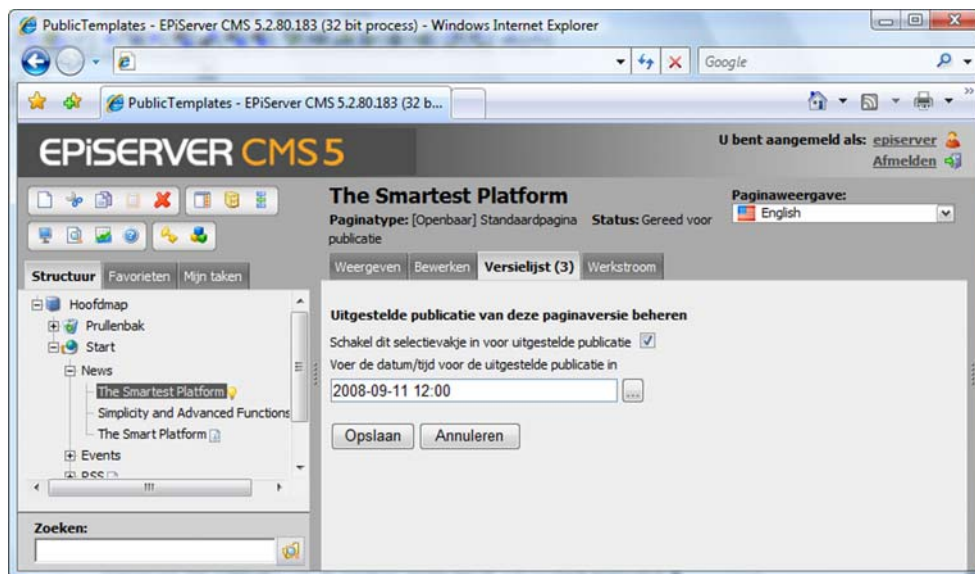 PublicTemplates - EPiServer CMS 5.2.80.183 (32 bit process) - Windows Internet Explorer
Google
PublicTemplates - EPiServer CMS 5.2.80.183 (32 b...
EPiSERVER CMS 5
U bent aangemeld als: episerver
Afmelden
The Smartest Platform
Paginatype: [Openbaar] Standaardpagina Status: Gereed voor
publicatie
Paginaweergave:
English
Structuur Favorieten Mijn taken
Weergeven Bewerken Versielijst (3) Werkstroom
Hoofdmap
Prullenbak
Start
News
The Smartest Platform
Simplicity and Advanced Functions
The Smart Platform
Events
RSS
Uitgestelde publicatie van deze paginaversie beheren
Schakel dit selectievakje in voor uitgestelde publicatie
Voer de datum/tijd voor de uitgestelde publicatie in
2008-09-11 12:00
...
Opslaan Annuleren
Zoeken: